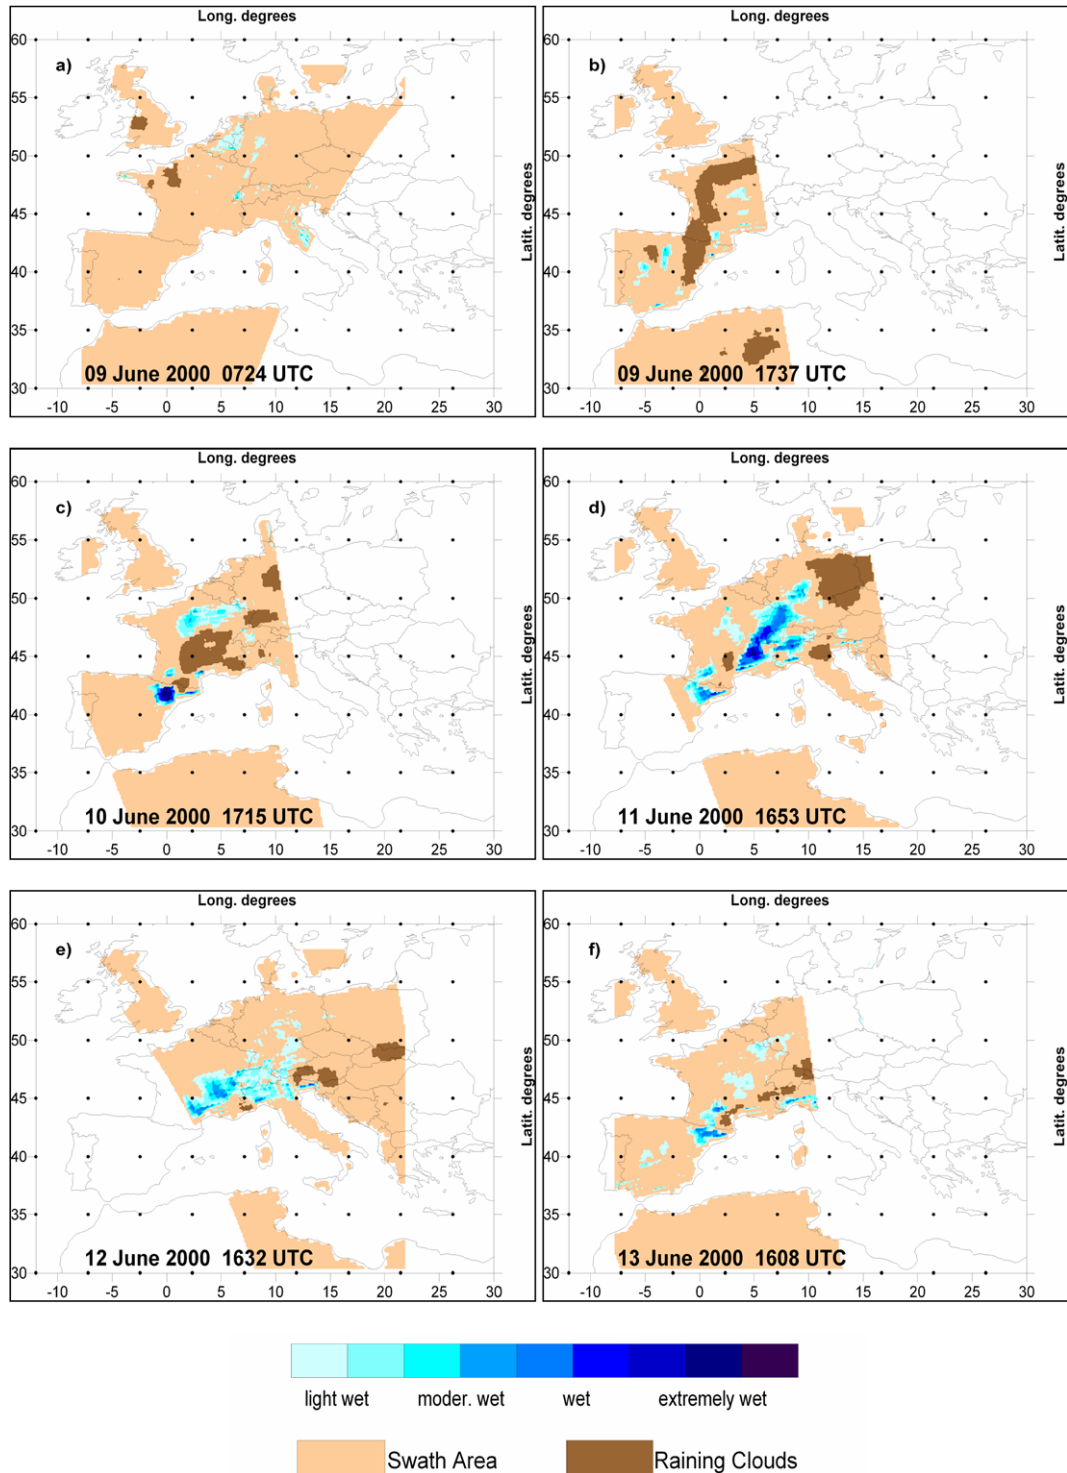 Long. degrees
Long. degrees
60
55
50
45
40
35
30
a)
Latit. degrees
09 June 2000 0724 UTC
-10 -5 0 5 10 15 20 25 30
60
55
50
45
40
35
30
b)
Latit. degrees
09 June 2000 1737 UTC
-10 -5 0 5 10 15 20 25 30
Long. degrees
Long. degrees
60
55
50
45
40
35
30
c)
Latit. degrees
10 June 2000 1715 UTC
-10 -5 0 5 10 15 20 25 30
60
55
50
45
40
35
30
d)
Latit. degrees
11 June 2000 1653 UTC
-10 -5 0 5 10 15 20 25 30
Long. degrees
Long. degrees
60
55
50
45
40
35
30
e)
Latit. degrees
12 June 2000 1632 UTC
-10 -5 0 5 10 15 20 25 30
60
55
50
45
40
35
30
f)
Latit. degrees
13 June 2000 1608 UTC
-10 -5 0 5 10 15 20 25 30
light wet moder. wet wet extremely wet
Swath Area Raining Clouds